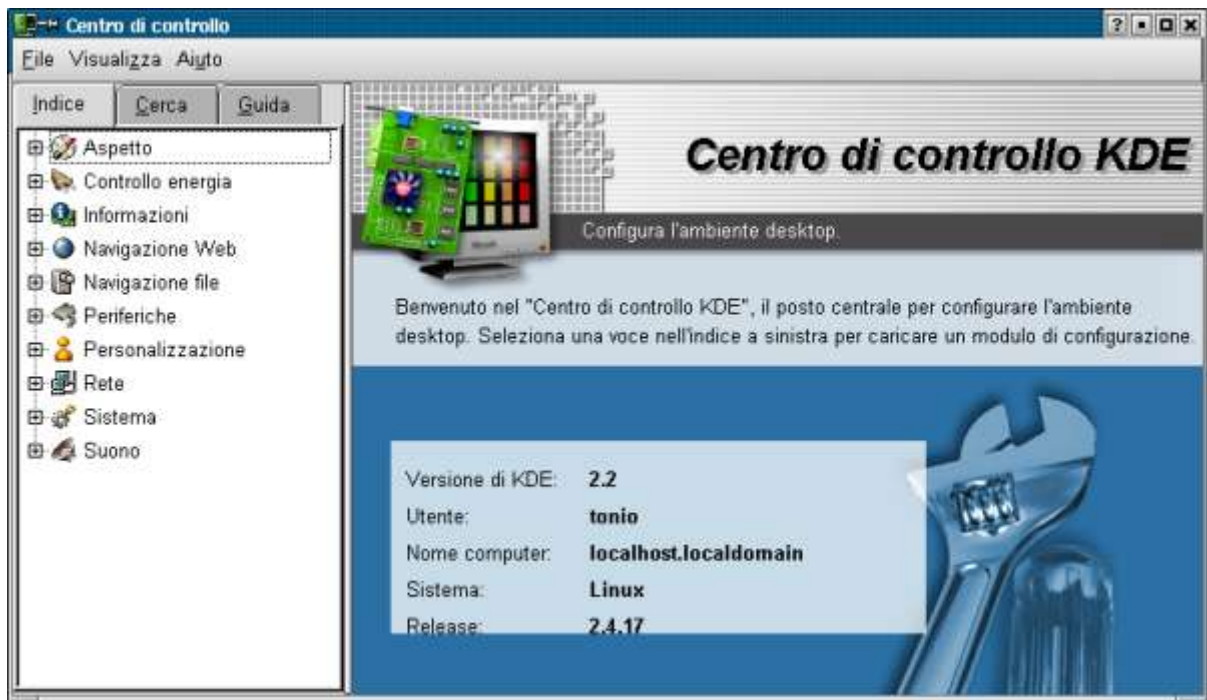 Centro di controllo
File Visualizza Aiuto
Indice Cerca Guida
Aspetto
Controllo energia
Informazioni
Navigazione Web
Navigazione file
Periferiche
Personalizzazione
Rete
Sistema
Suono
Centro di controllo KDE
Configura l'ambiente desktop.
Benvenuto nel "Centro di controllo KDE", il posto centrale per configurare l'ambiente
desktop. Seleziona una voce nell'indice a sinistra per caricare un modulo di configurazione.
Versione di KDE: 2.2
Utente: tonio
Nome computer: localhost.localdomain
Sistema: Linux
Release: 2.4.17